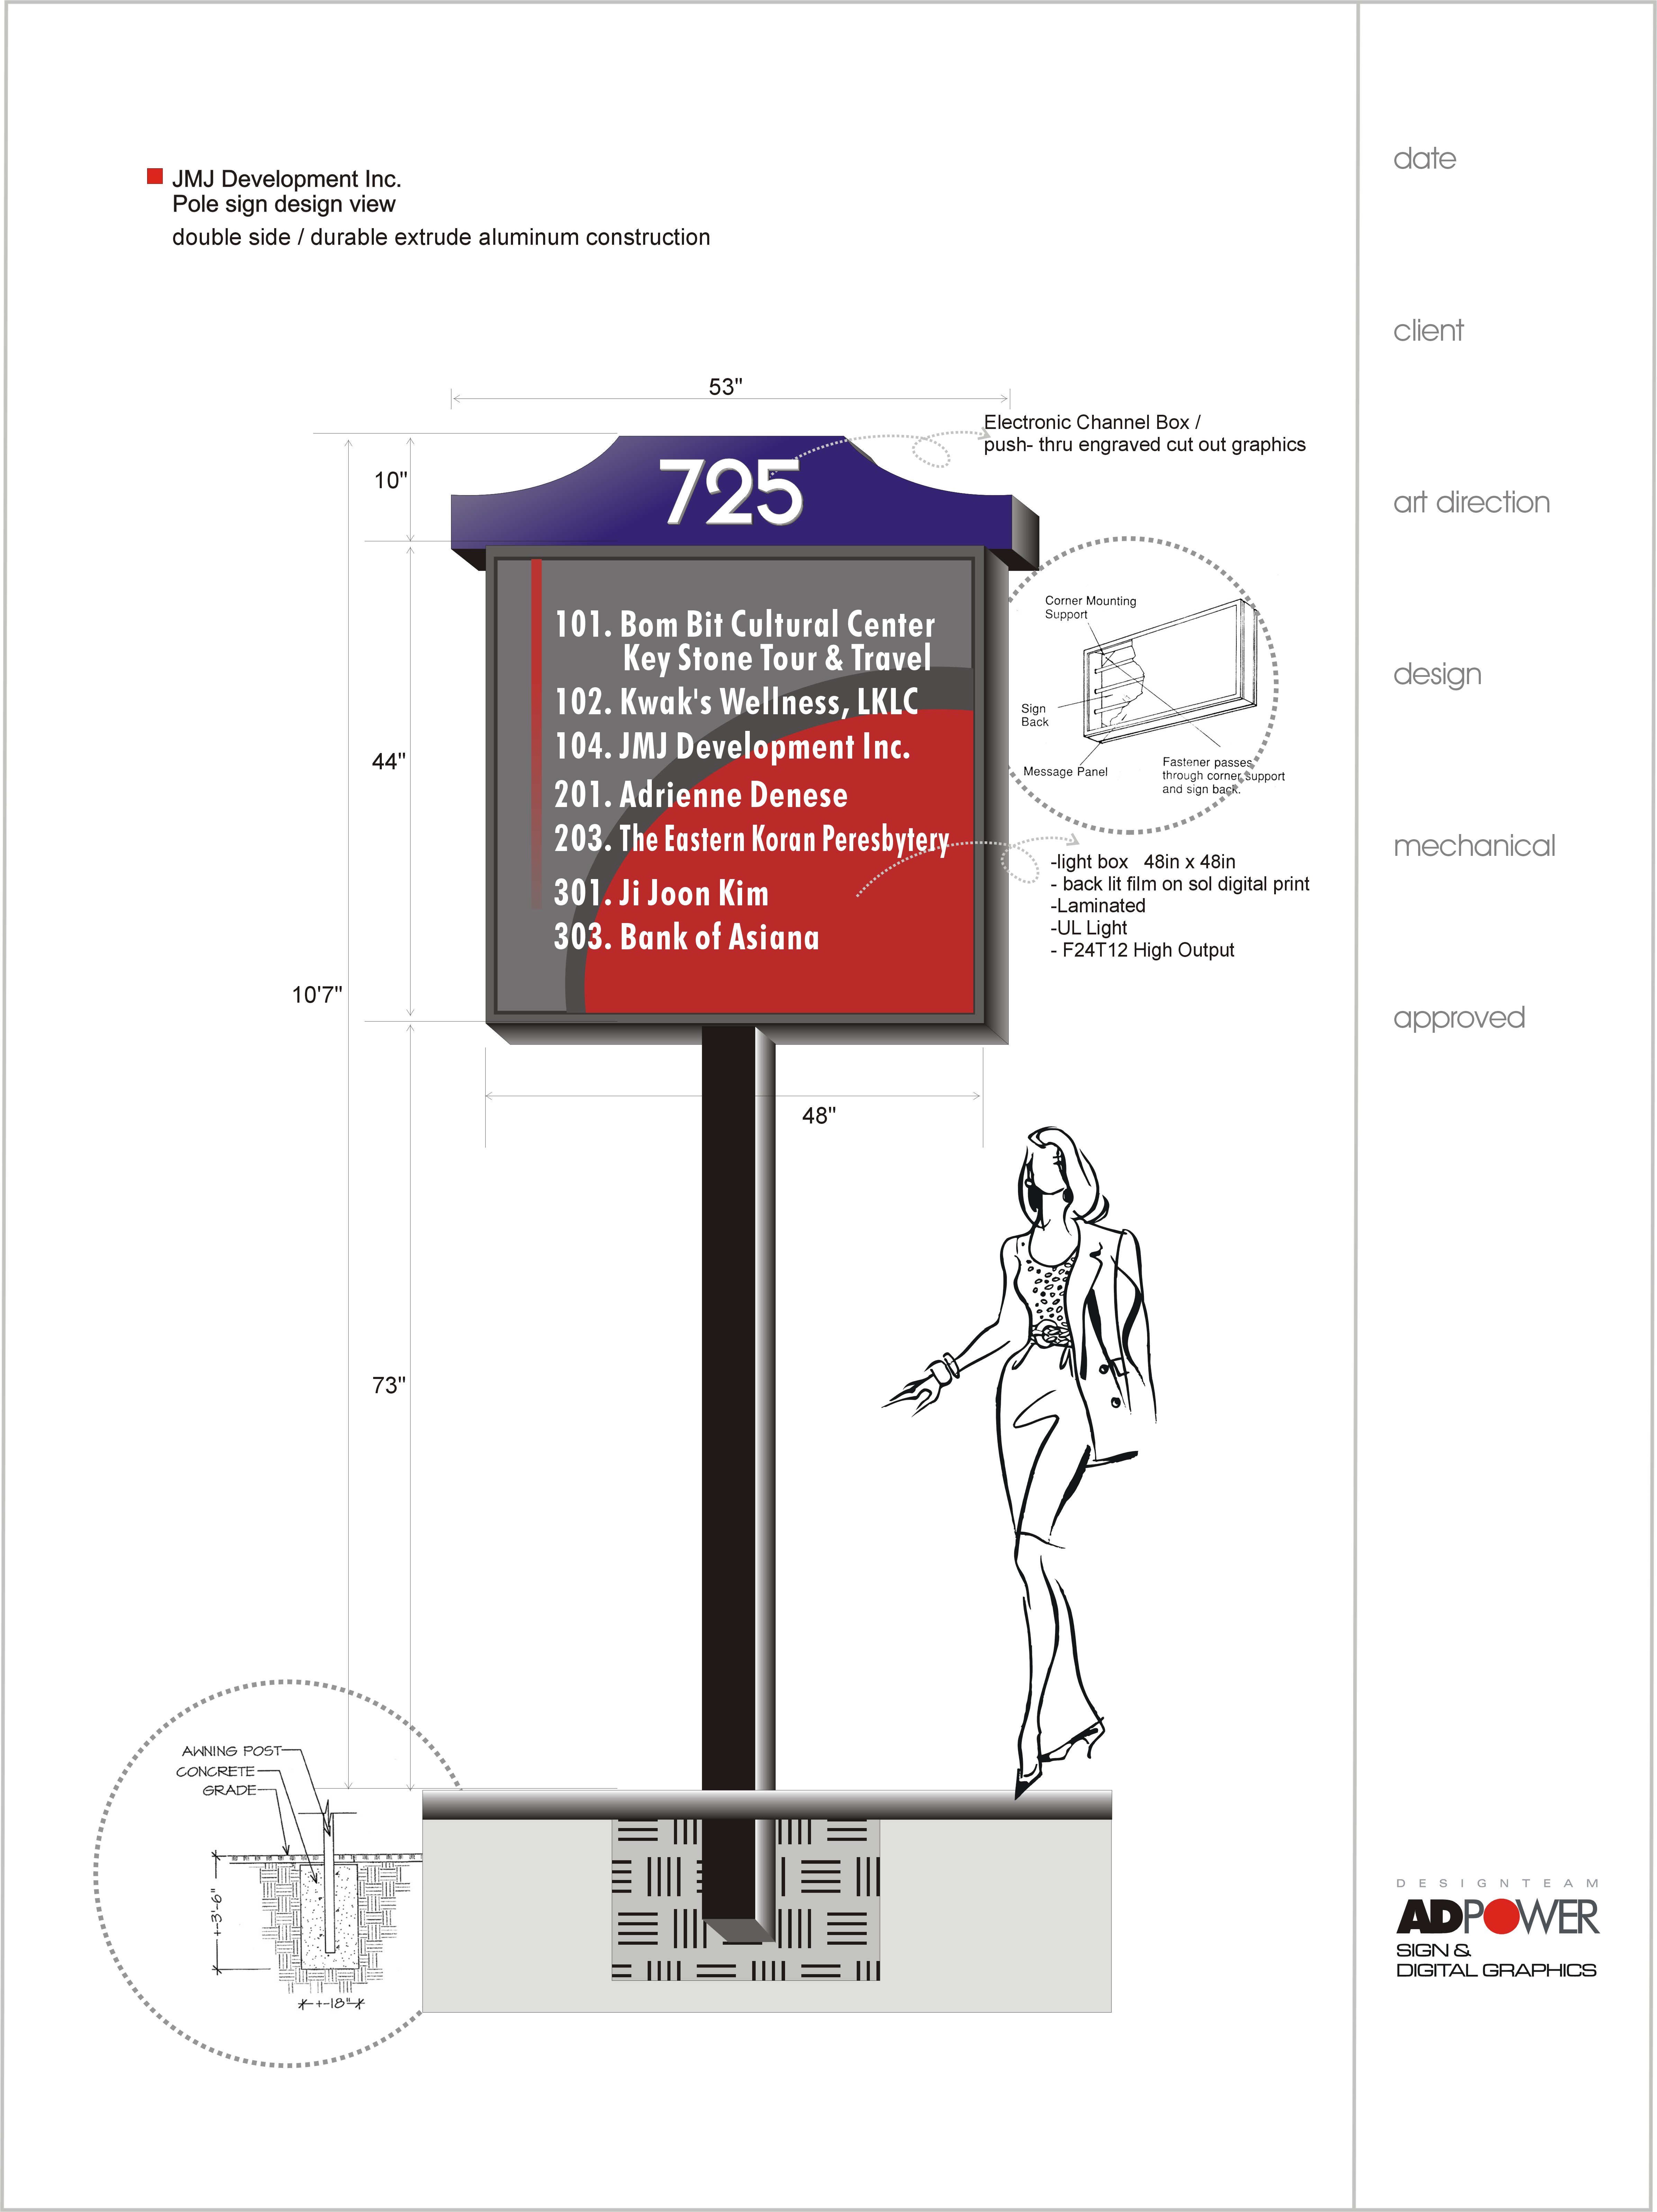 JMJ Development Inc.
Pole sign design view
double side / durable extrude aluminum construction
53"
Electronic Channel Box /
push- thru engraved cut out graphics
10"
725
101. Bom Bit Cultural Center
Key Stone Tour & Travel
102. Kwak's Wellness, LKLC
104. JMJ Development Inc.
201. Adrienne Denese
203. The Eastern Koran Peresbytery
301. Ji Joon Kim
303. Bank of Asiana
44"
10'7"
Corner Mounting
Support
Sign
Back
Message Panel
Fastener passes
through corner support
and sign back.
-light box 48in x 48in
- back lit film on sol digital print
-Laminated
-UL Light
- F24T12 High Output
48"
73"
AWNING POST
CONCRETE
GRADE
+-3'-6"
+-18"
date
client
art direction
design
mechanical
approved
DESIGNTEAM
ADPOWER
SIGN &
DIGITAL GRAPHICS